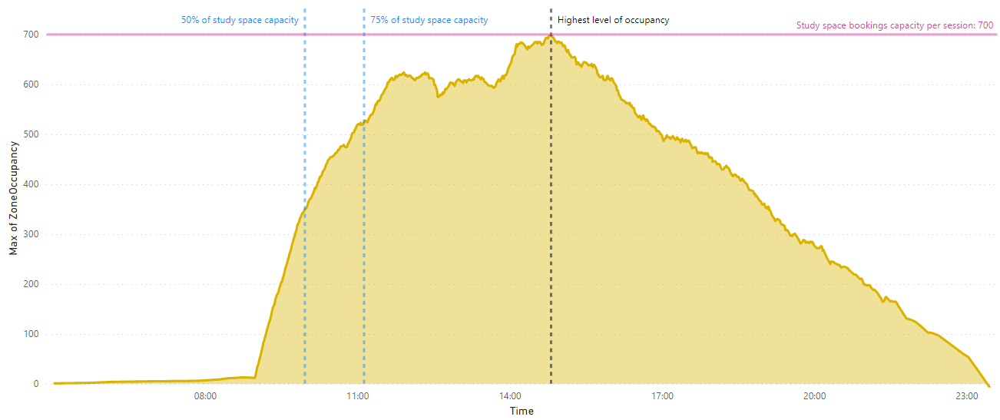 50% of study space capacity
75% of study space capacity
Highest level of occupancy
Study space bookings capacity per session: 700
Max of ZoneOccupancy
700
600
500
400
300
200
100
0
08:00
11:00
14:00
17:00
20:00
23:00
Time